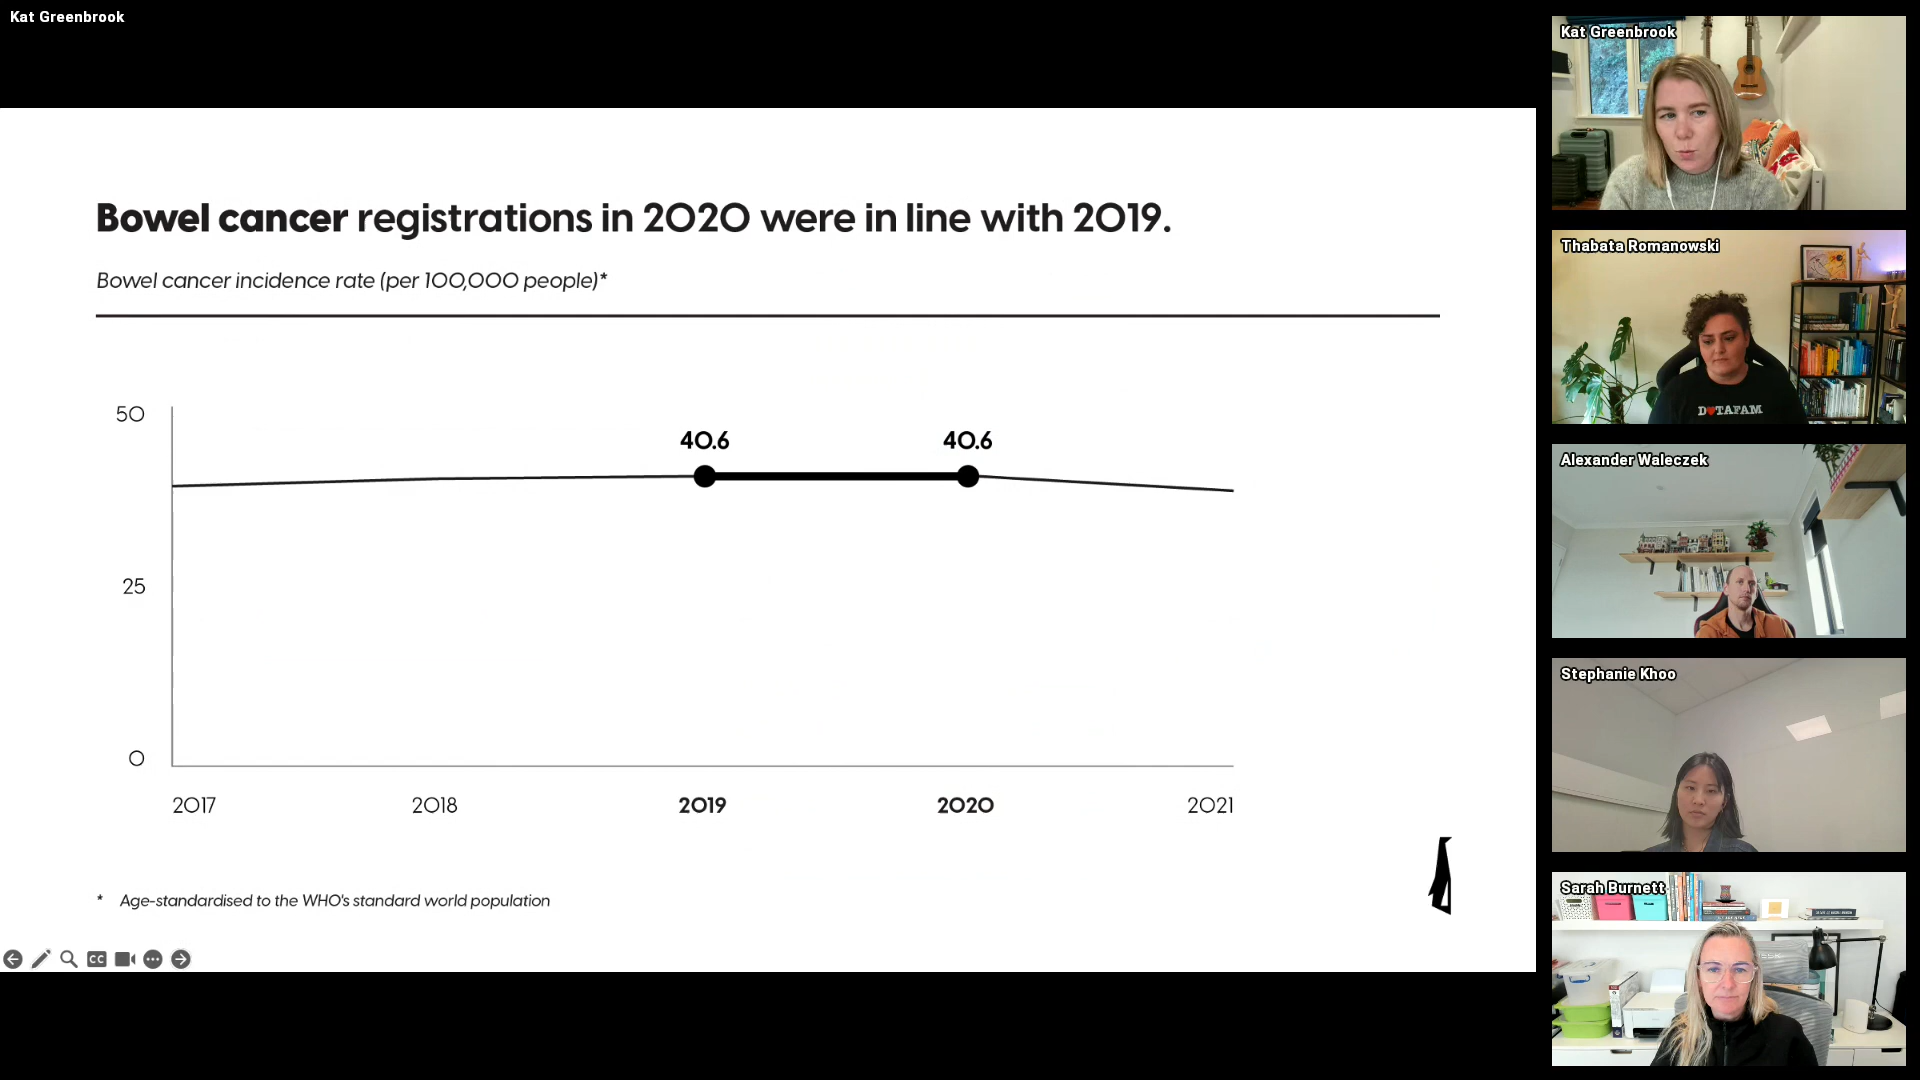 Kat Greenbrook
Bowel cancer registrations in 2020 were in line with 2019.
Bowel cancer incidence rate (per 100,000 people)*
50
25
0
40.6
40.6
2017
2018
2019
2020
2021
* Age-standardised to the WHO's standard world population
CC
Kat Greenbrook
Thabata Romanowski
D♥TAFAM
Alexander Waleczek
Stephanie Khoo
Sarah Burnett